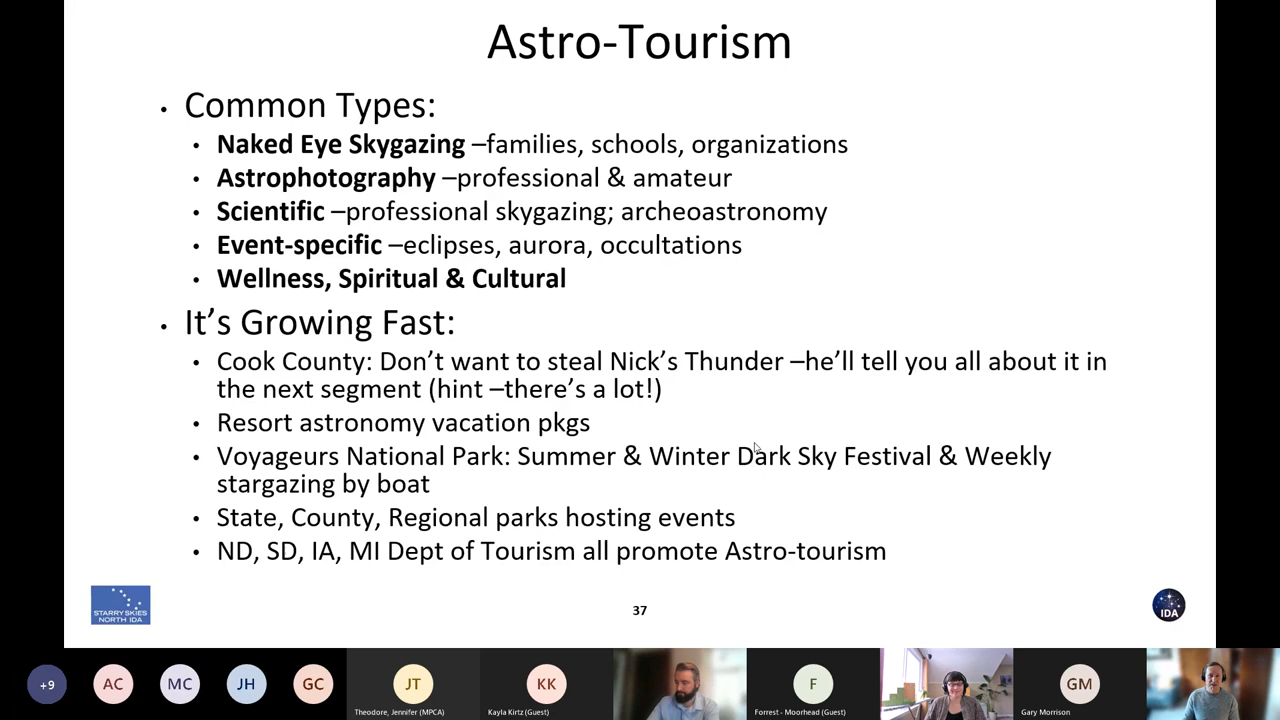 Astro-Tourism
• Common Types:
• Naked Eye Skygazing –families, schools, organizations
• Astrophotography –professional & amateur
• Scientific –professional skygazing; archeoastronomy
• Event-specific –eclipses, aurora, occultations
• Wellness, Spiritual & Cultural
• It’s Growing Fast:
• Cook County: Don’t want to steal Nick’s Thunder –he’ll tell you all about it in
the next segment (hint –there’s a lot!)
• Resort astronomy vacation pkgs
• Voyageurs National Park: Summer & Winter Dark Sky Festival & Weekly
stargazing by boat
• State, County, Regional parks hosting events
• ND, SD, IA, MI Dept of Tourism all promote Astro-tourism
STARRY SKIES
NORTH IDA
37
IDA
+9 AC MC JH GC JT KK F GM
Theodore, Jennifer (MPCA) Kayla Kirtz (Guest) Forrest - Moorhead (Guest) Gary Morrison